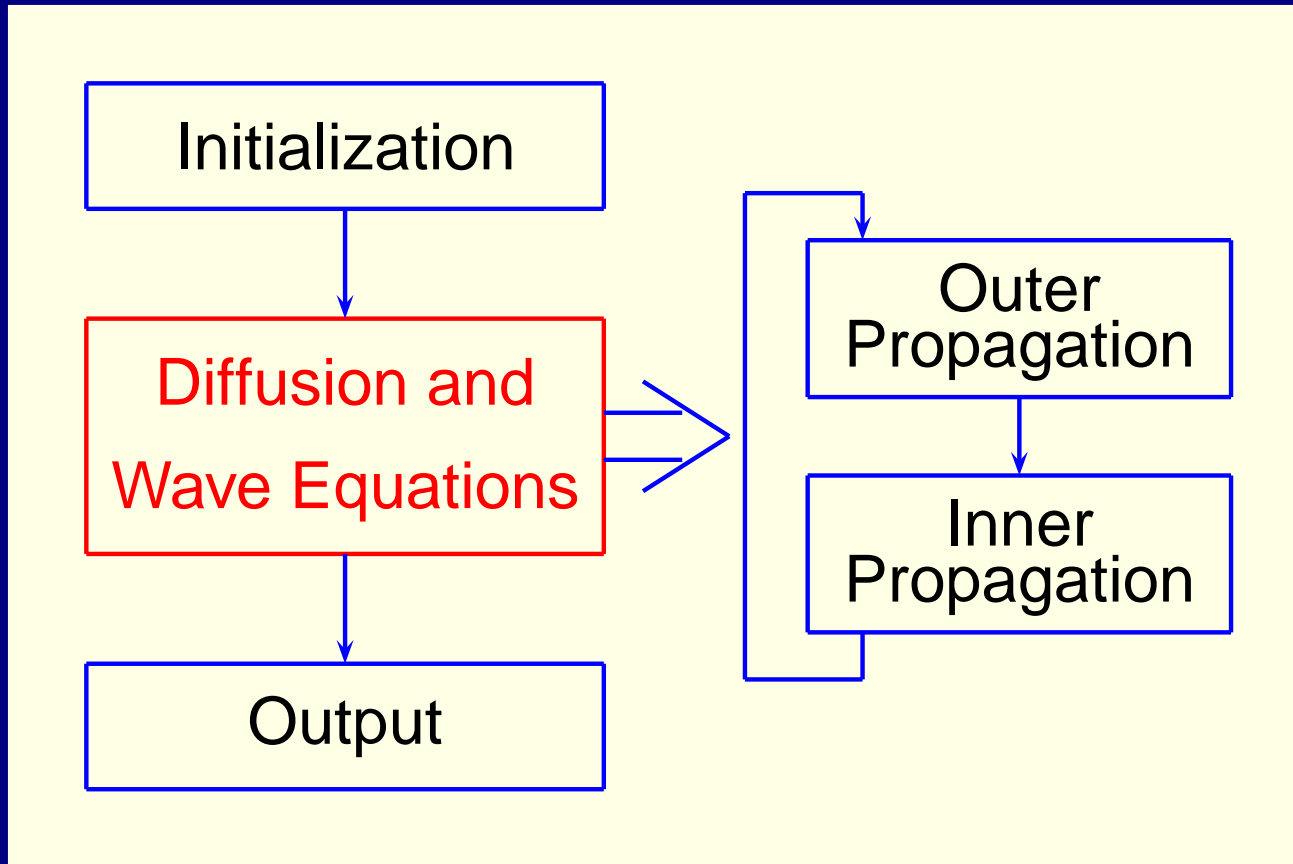 Initialization
Diffusion and
Wave Equations
Output
Outer
Propagation
Inner
Propagation